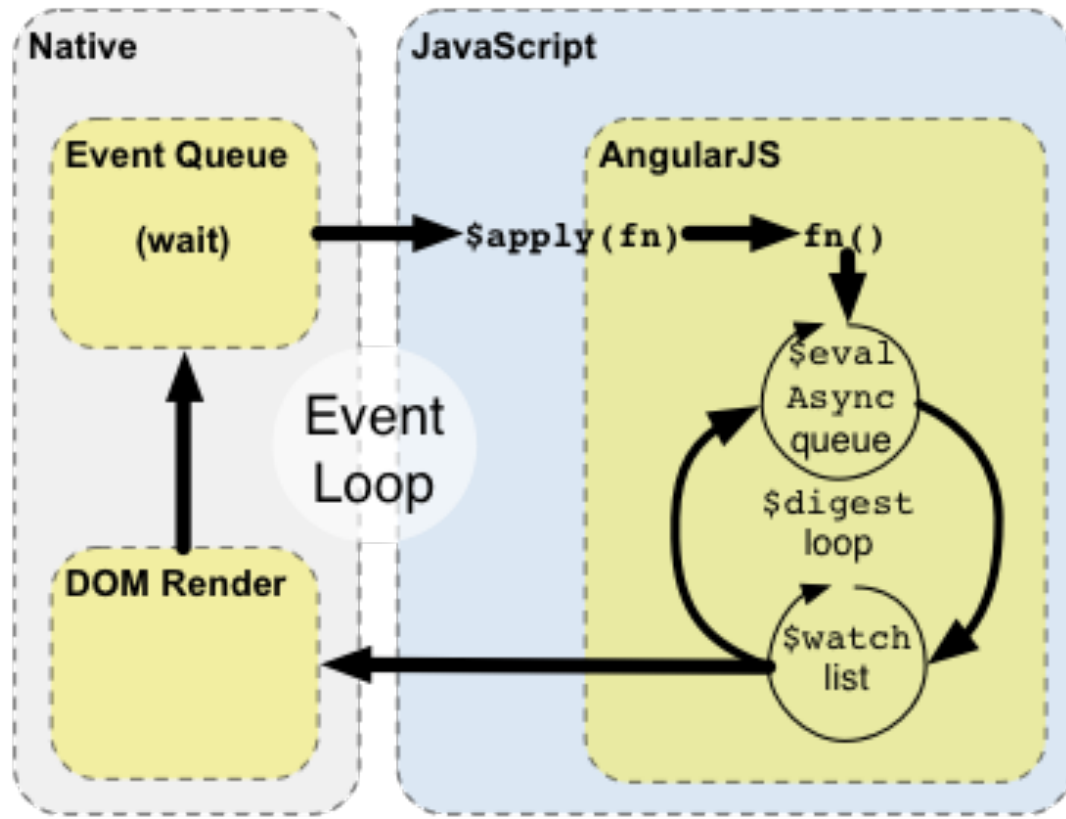 Native
JavaScript
Event Queue
(wait)
AngularJS
$apply(fn)
fn()
$eval
Async
queue
Event
Loop
$digest
loop
DOM Render
$watch
list